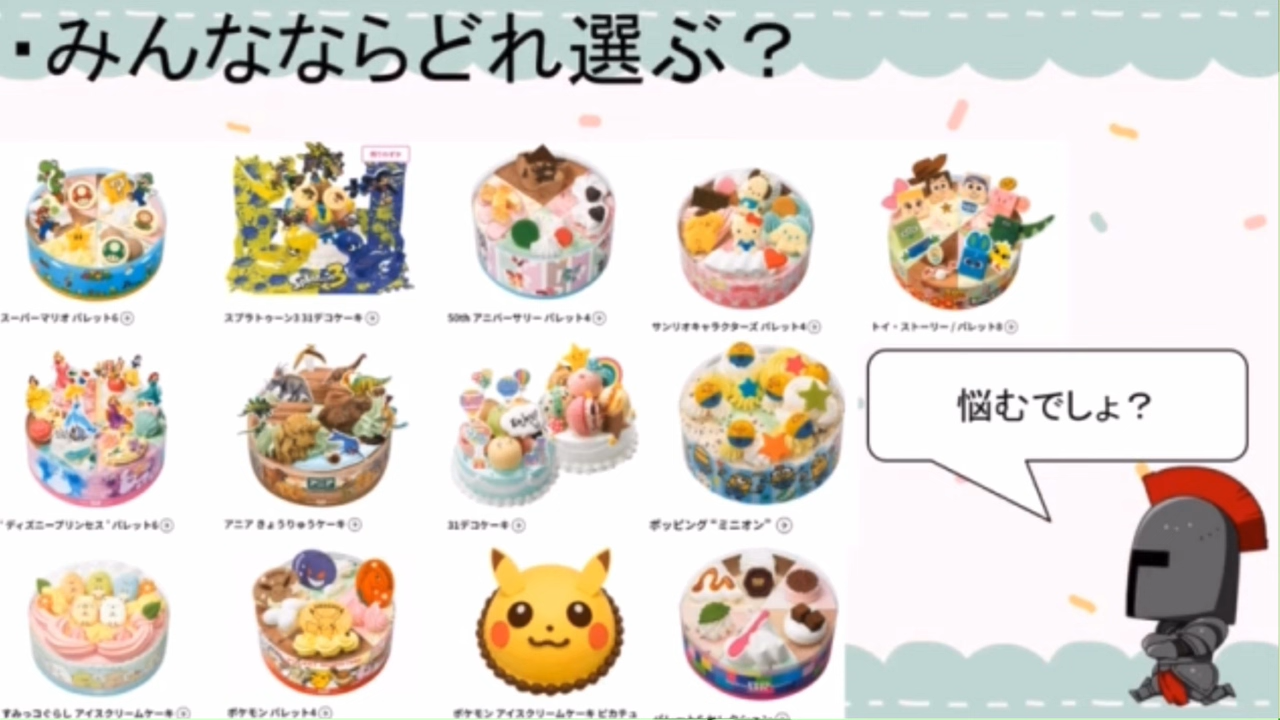 ・みんなならどれ選ぶ？
スーパーマリオ パレット6
スプラトゥーン3 31デコケーキ
50th アニバーサリー パレット4
サンリオキャラクターズ パレット4
トイ・ストーリー / パレット8
'ディズニープリンセス' パレット6
アニア きょうりゅうケーキ
31デコケーキ
ポッピング“ミニオン”
悩むでしょ？
すみっコぐらし アイスクリームケーキ
ポケモン パレット4
ポケモン アイスクリームケーキ ピカチュ